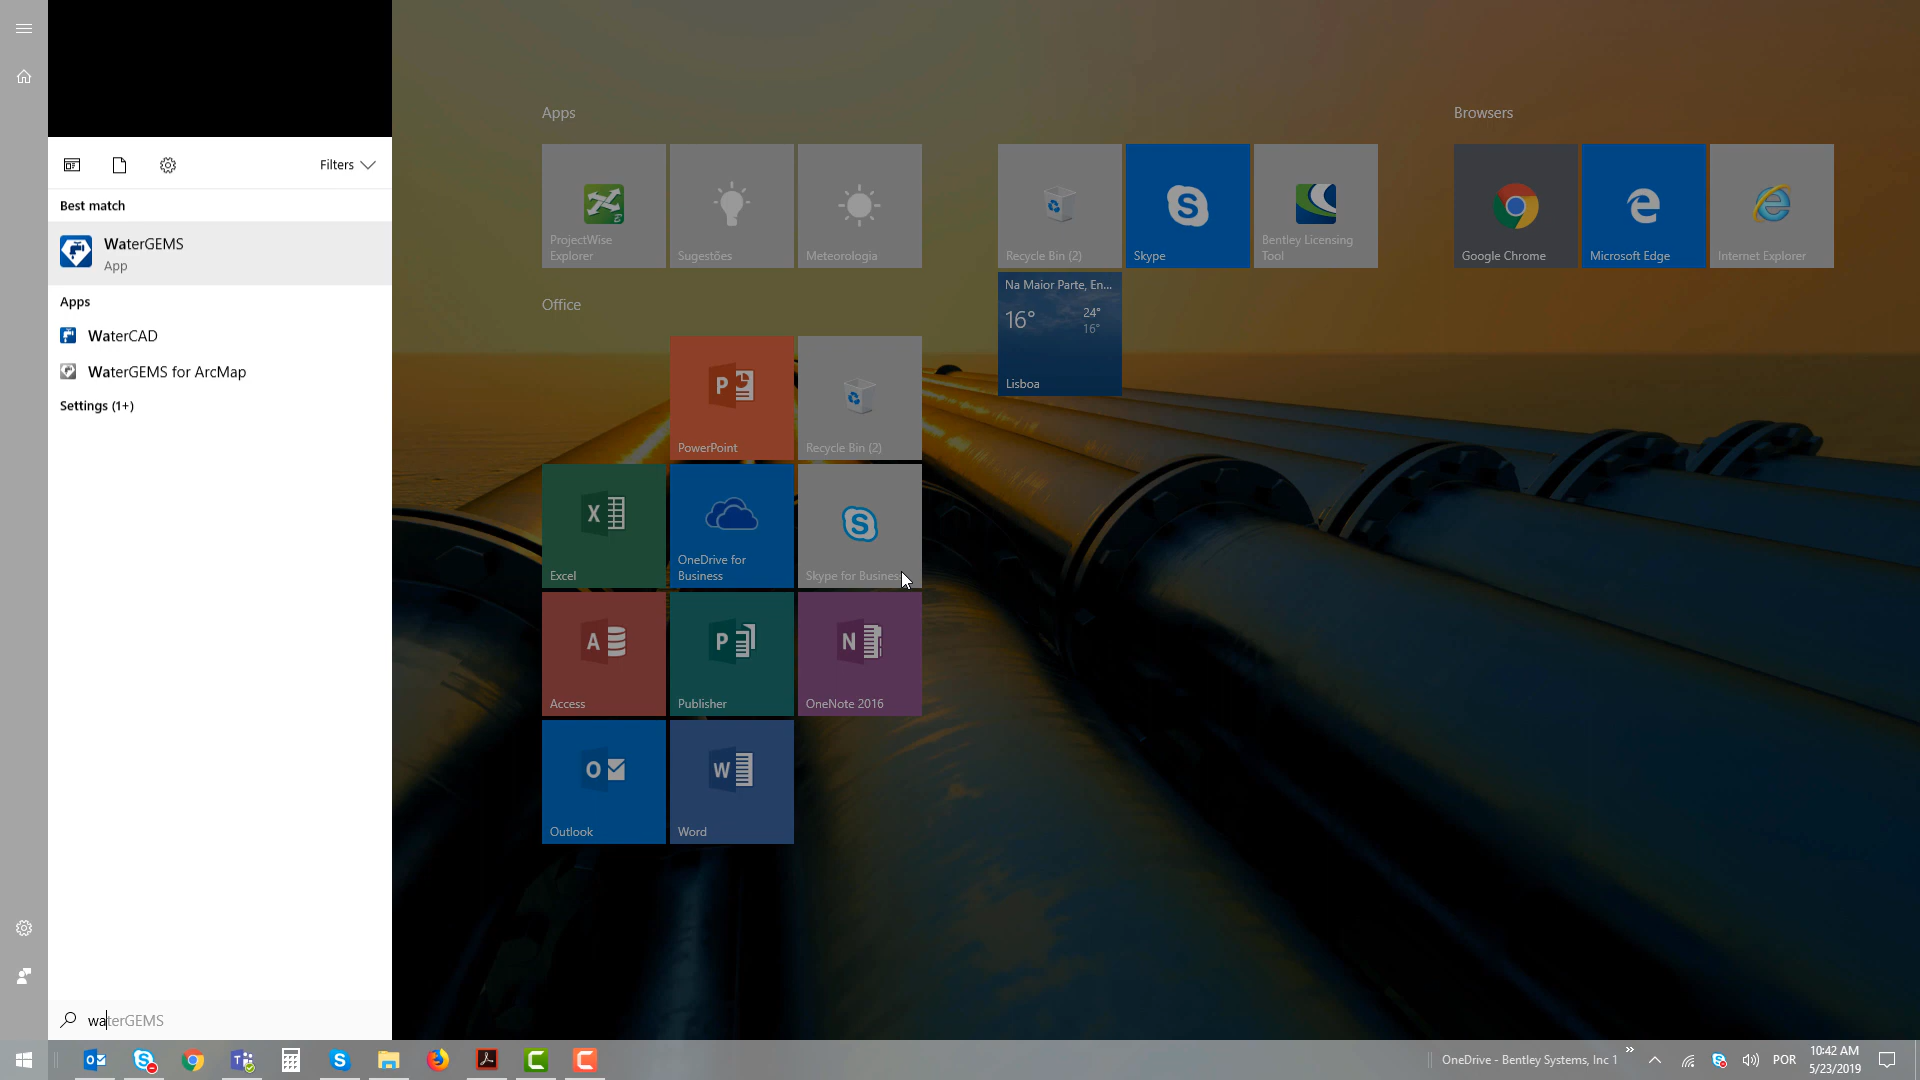 Filters
Best match
WaterGEMS
App
Apps
WaterCAD
WaterGEMS for ArcMap
Settings (1+)
waterGEMS
Apps
ProjectWise
Explorer
Sugestões
Meteorologia
Recycle Bin (2)
Skype
Bentley Licensing
Tool
Na Maior Parte, En...
16°
24°
16°
Lisboa
Browsers
Google Chrome
Microsoft Edge
Internet Explorer
Office
PowerPoint
Recycle Bin (2)
Excel
OneDrive for
Business
Skype for Busines
Access
Publisher
OneNote 2016
Outlook
Word
OneDrive - Bentley Systems, Inc 1
POR
10:42 AM
5/23/2019